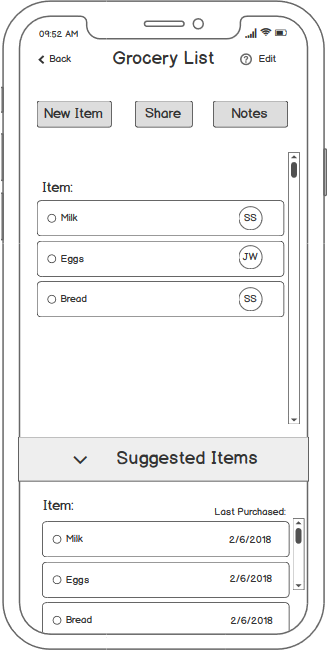 09:52 AM
Back Grocery List ? Edit
New Item Share Notes
Item:
Milk SS
Eggs JW
Bread SS
Suggested Items
Item: Last Purchased:
Milk 2/6/2018
Eggs 2/6/2018
Bread 2/6/2018